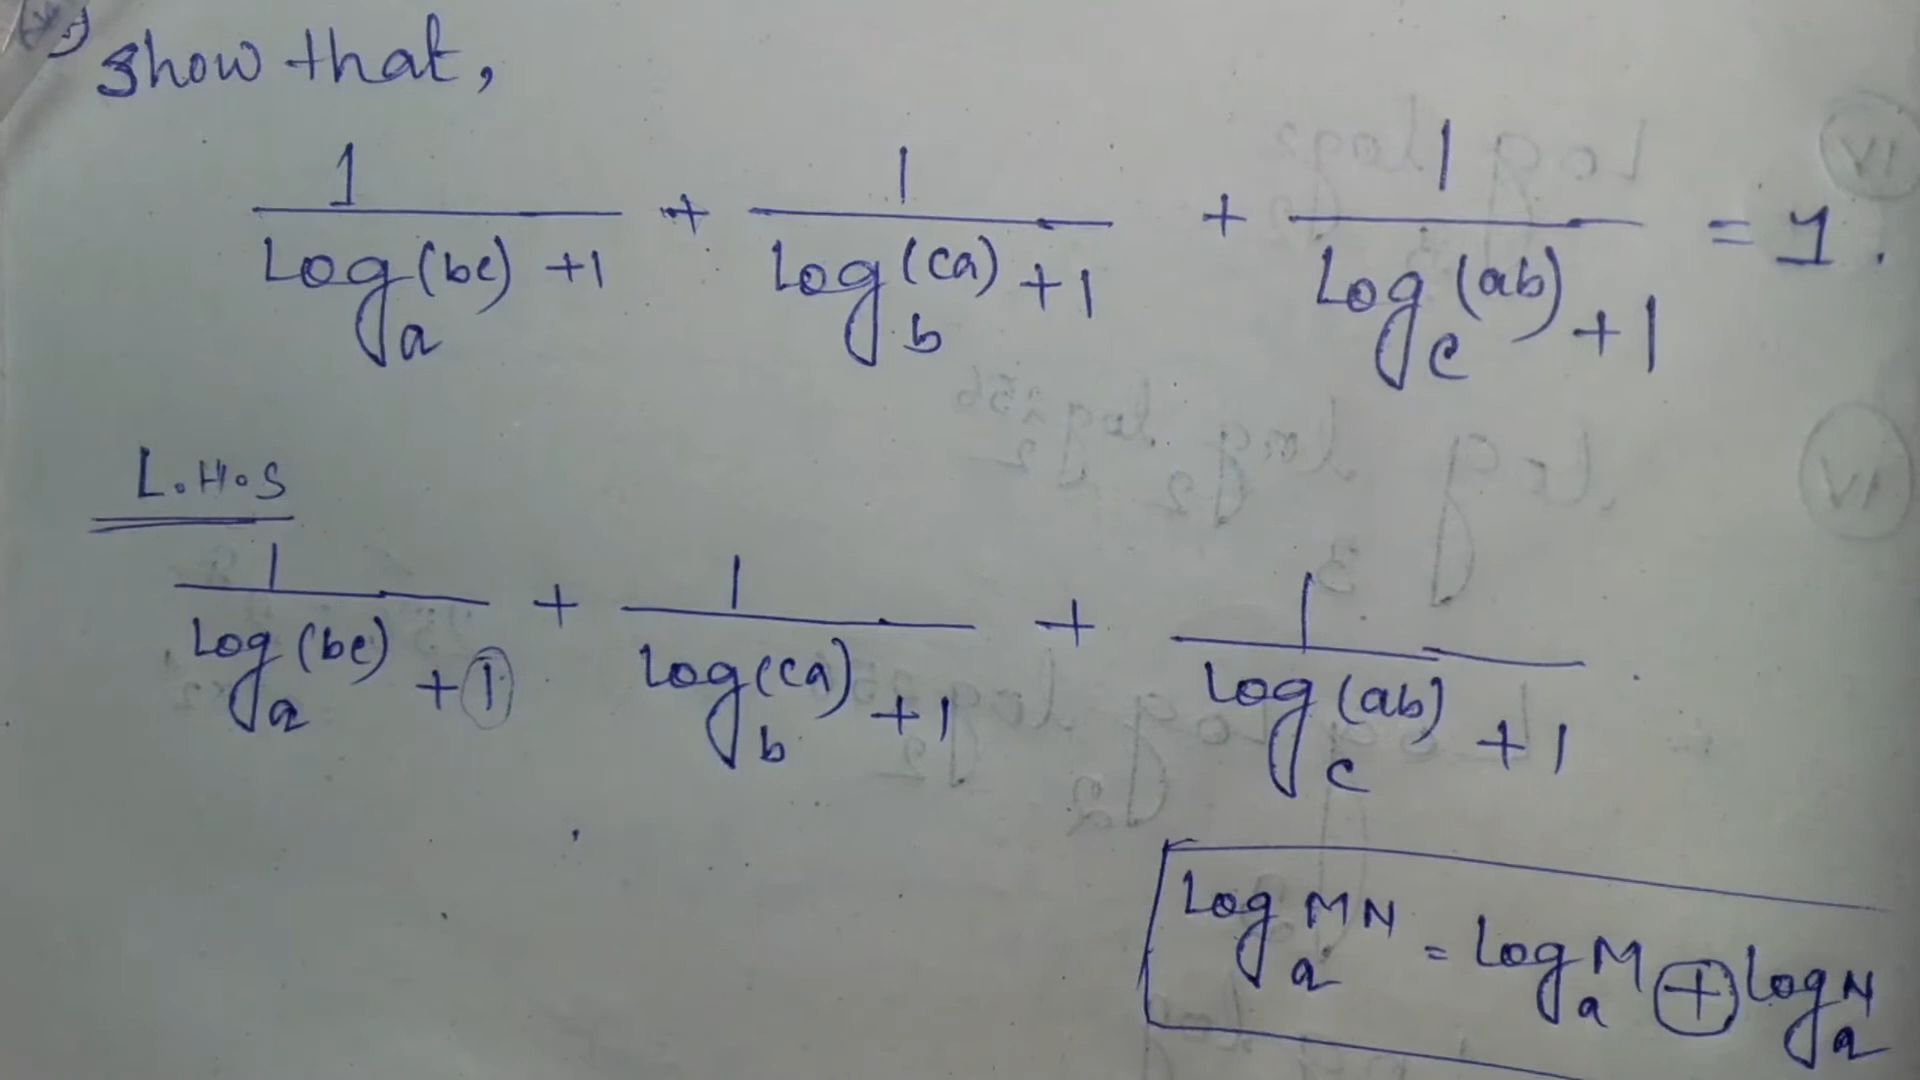 show that,
1/(Log_a(bc) +1) + 1/(Log_b(ca) +1) + 1/(Log_c(ab) +1) = 1.
L.H.S
1/(Log_a(bc) +1) + 1/(Log_b(ca) +1) + 1/(Log_c(ab) +1)
Log_a MN = Log_a M + Log_a N